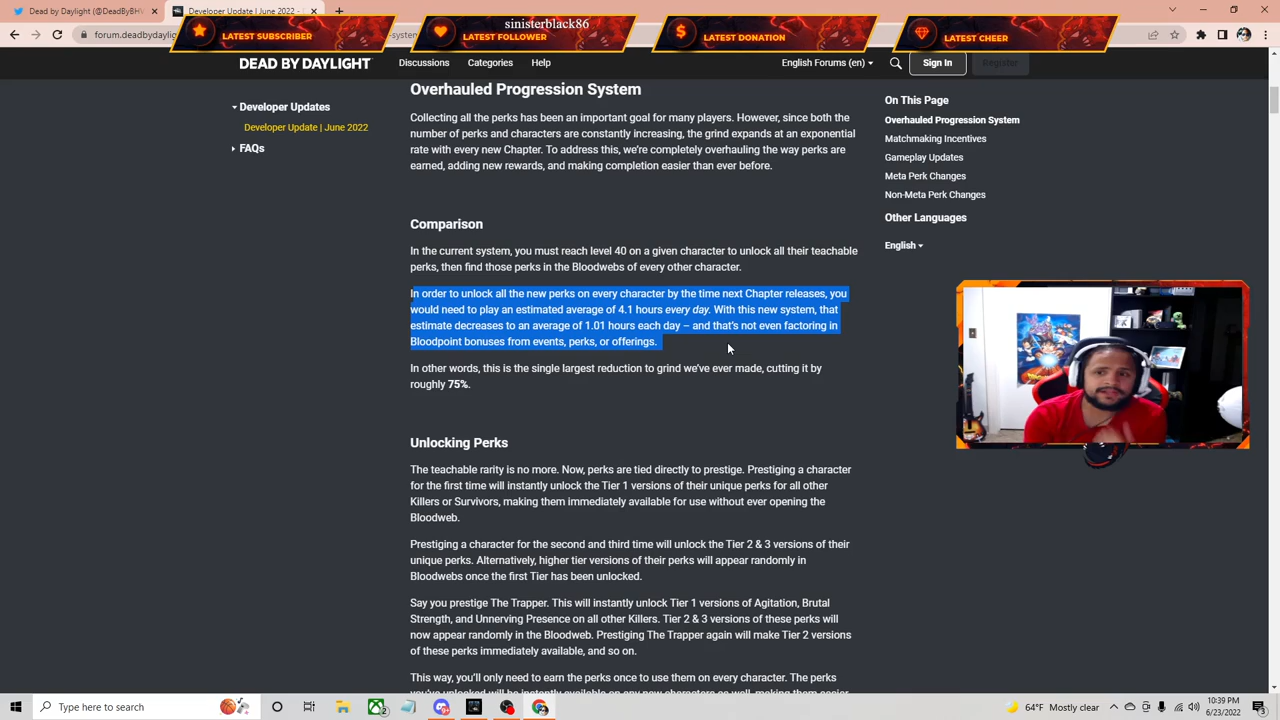 sinisterblack86
LATEST SUBSCRIBER
LATEST FOLLOWER
LATEST DONATION
LATEST CHEER
forum.deadbydaylig
-system
DEAD BY DAYLIGHT
Discussions
Categories
Help
English Forums (en)
Sign In
Register
Developer Updates
Developer Update | June 2022
FAQs
Overhauled Progression System
Collecting all the perks has been an important goal for many players. However, since both the
number of perks and characters are constantly increasing, the grind expands at an exponential
rate with every new Chapter. To address this, we're completely overhauling the way perks are
earned, adding new rewards, and making completion easier than ever before.
Comparison
In the current system, you must reach level 40 on a given character to unlock all their teachable
perks, then find those perks in the Bloodwebs of every other character.
In order to unlock all the new perks on every character by the time next Chapter releases, you
would need to play an estimated average of 4.1 hours every day. With this new system, that
estimate decreases to an average of 1.01 hours each day – and that's not even factoring in
Bloodpoint bonuses from events, perks, or offerings.
In other words, this is the single largest reduction to grind we've ever made, cutting it by
roughly 75%.
Unlocking Perks
The teachable rarity is no more. Now, perks are tied directly to prestige. Prestiging a character
for the first time will instantly unlock the Tier 1 versions of their unique perks for all other
Killers or Survivors, making them immediately available for use without ever opening the
Bloodweb.
Prestiging a character for the second and third time will unlock the Tier 2 & 3 versions of their
unique perks. Alternatively, higher tier versions of their perks will appear randomly in
Bloodwebs once the first Tier has been unlocked.
Say you prestige The Trapper. This will instantly unlock Tier 1 versions of Agitation, Brutal
Strength, and Unnerving Presence on all other Killers. Tier 2 & 3 versions of these perks will
now appear randomly in the Bloodweb. Prestiging The Trapper again will make Tier 2 versions
of these perks immediately available, and so on.
This way, you'll only need to earn the perks once to use them on every character. The perks
you've unlocked will be instantly available on any new characters as well, making them easier
On This Page
Overhauled Progression System
Matchmaking Incentives
Gameplay Updates
Meta Perk Changes
Non-Meta Perk Changes
Other Languages
English
Type here to search
64°F Mostly clear
10:39 PM
6/23/2022